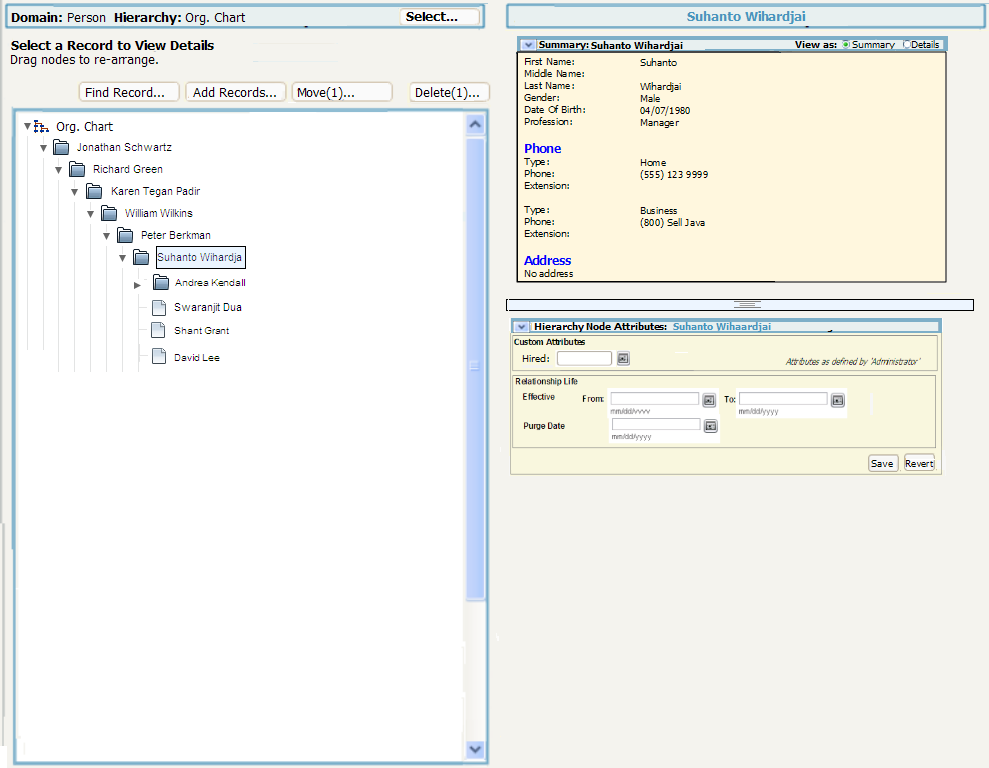 Domain: Person Hierarchy: Org. Chart Select...
Select a Record to View Details
Drag nodes to re-arrange.
Find Record... Add Records... Move(1)... Delete(1)...
Org. Chart
Jonathan Schwartz
Richard Green
Karen Tegan Padir
William Wilkins
Peter Berkman
Suhanto Wihardja
Andrea Kendall
Swaranjit Dua
Shant Grant
David Lee
Suhanto Wihardjai
Summary: Suhanto Wihardjai View as: Summary Details
First Name: Suhanto
Middle Name:
Last Name: Wihardjai
Gender: Male
Date Of Birth: 04/07/1980
Profession: Manager
Phone
Type: Home
Phone: (555) 123 9999
Extension:
Type: Business
Phone: (800) Sell Java
Extension:
Address
No address
Hierarchy Node Attributes: Suhanto Wihaardjai
Custom Attributes
Hired:
Attributes as defined by 'Administrator'
Relationship Life
Effective From: To:
mm/dd/yyyy mm/dd/yyyy
Purge Date
mm/dd/yyyy
Save Revert